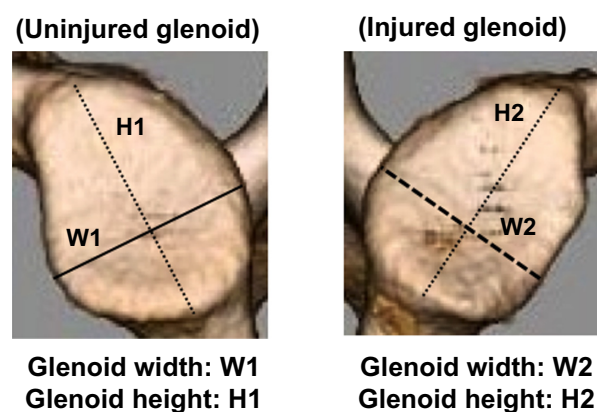 (Uninjured glenoid)
(Injured glenoid)
H1
W1
H2
W2
Glenoid width: W1
Glenoid height: H1
Glenoid width: W2
Glenoid height: H2